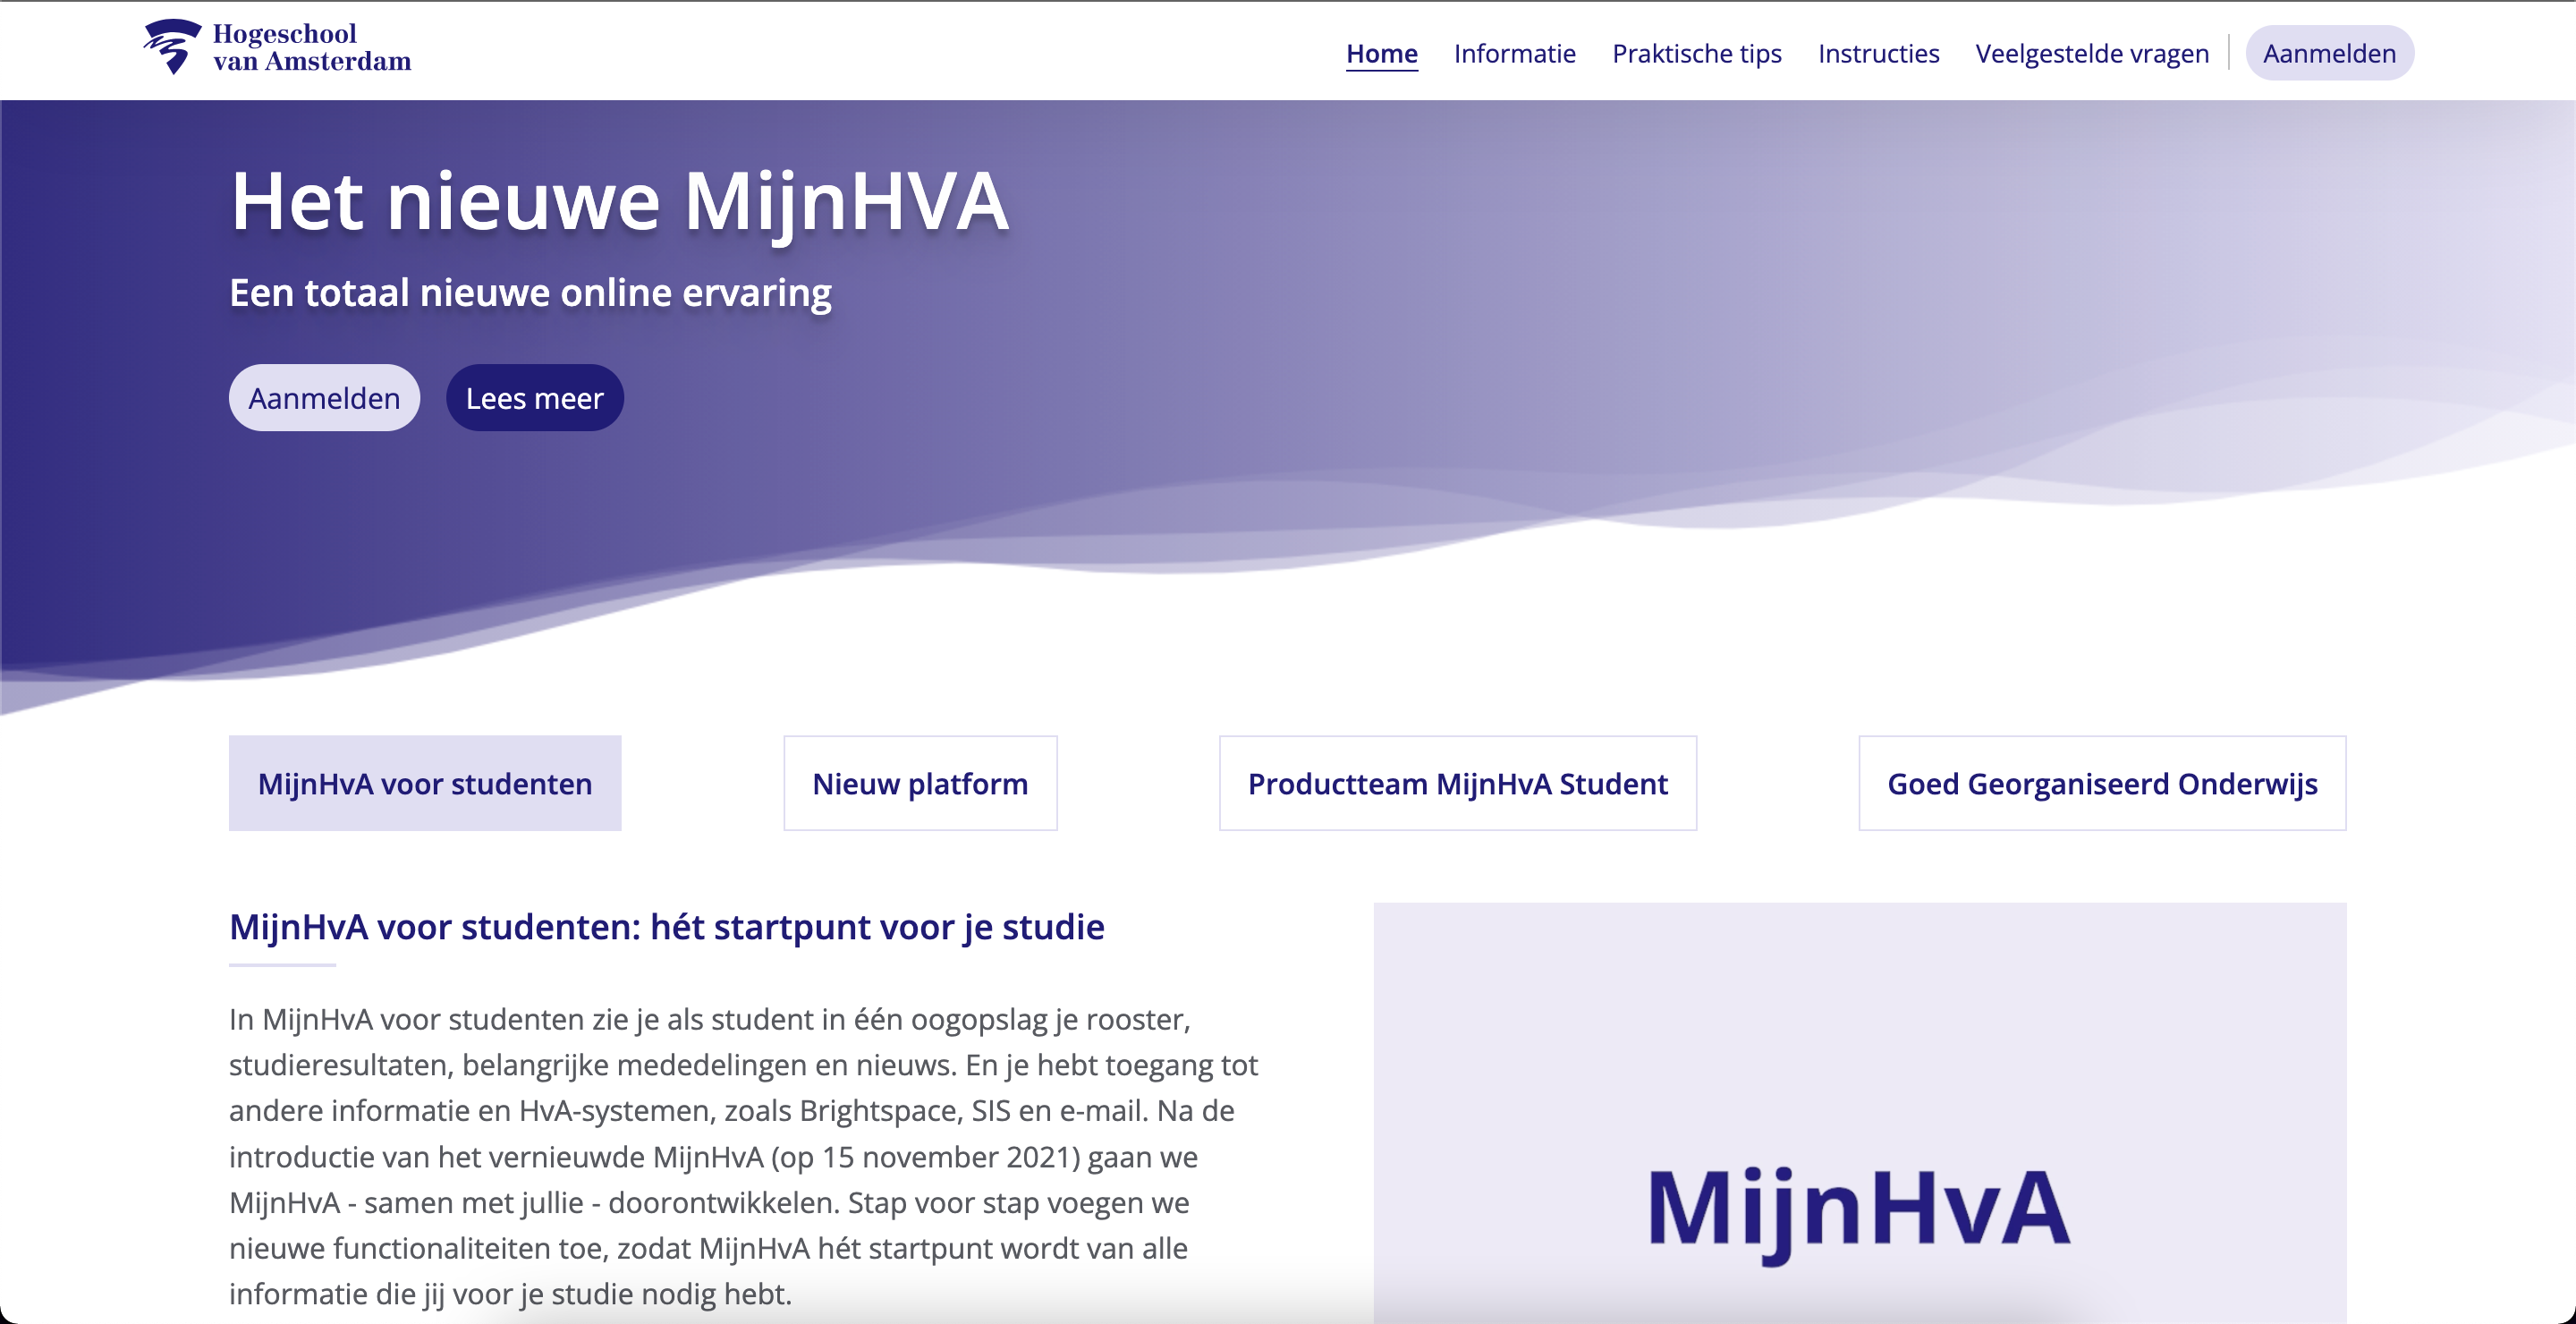 Hogeschool
van Amsterdam
Home
Informatie
Praktische tips
Instructies
Veelgestelde vragen
Aanmelden
Het nieuwe MijnHVA
Een totaal nieuwe online ervaring
Aanmelden
Lees meer
MijnHvA voor studenten
Nieuw platform
Productteam MijnHvA Student
Goed Georganiseerd Onderwijs
MijnHvA voor studenten: hét startpunt voor je studie
In MijnHvA voor studenten zie je als student in één oogopslag je rooster,
studieresultaten, belangrijke mededelingen en nieuws. En je hebt toegang tot
andere informatie en HvA-systemen, zoals Brightspace, SIS en e-mail. Na de
introductie van het vernieuwde MijnHvA (op 15 november 2021) gaan we
MijnHvA - samen met jullie - doorontwikkelen. Stap voor stap voegen we
nieuwe functionaliteiten toe, zodat MijnHvA hét startpunt wordt van alle
informatie die jij voor je studie nodig hebt.
MijnHvA